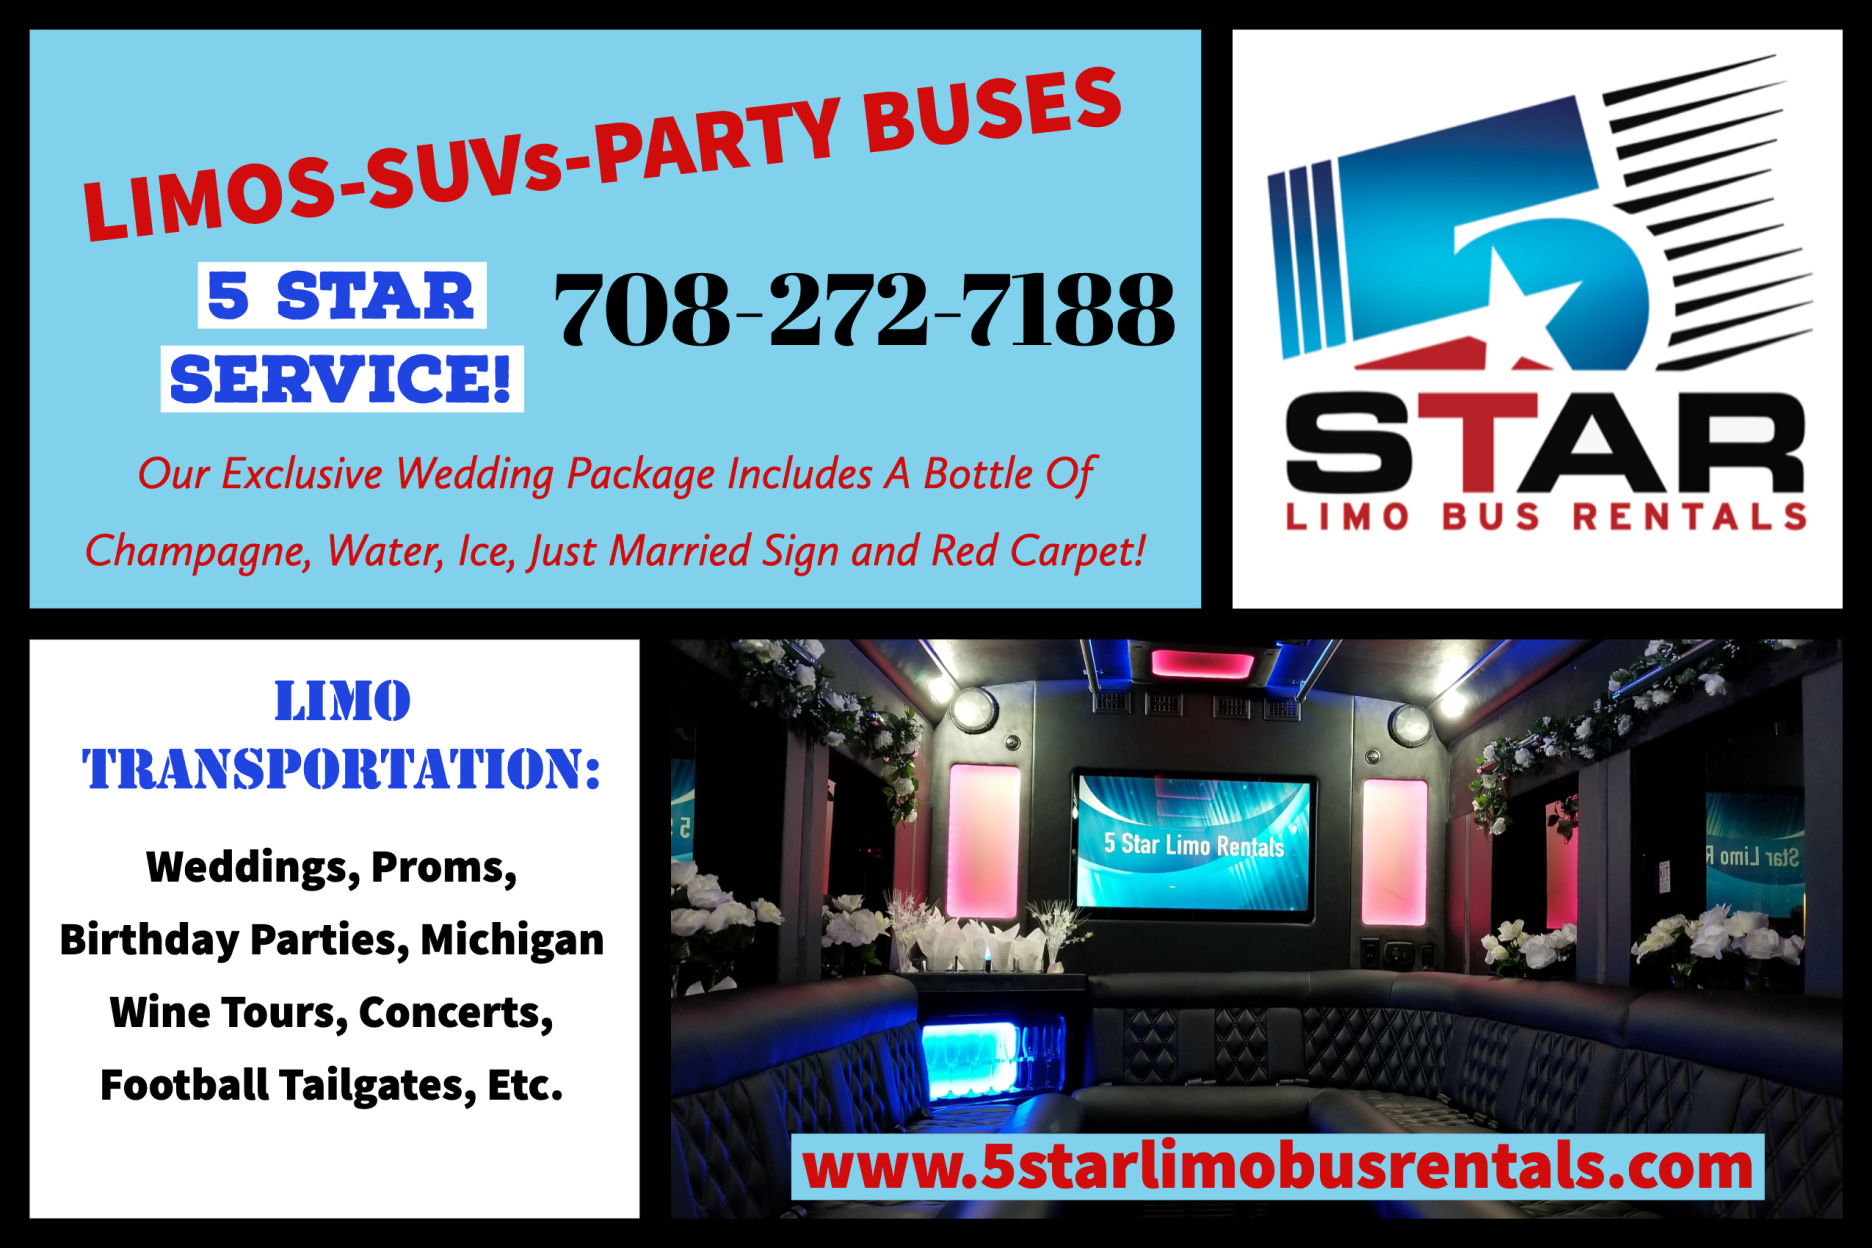 LIMOS-SUVs-PARTY BUSES
5 STAR
SERVICE!
708-272-7188
Our Exclusive Wedding Package Includes A Bottle Of
Champagne, Water, Ice, Just Married Sign and Red Carpet!
5
STAR
LIMO BUS RENTALS
LIMO
TRANSPORTATION:
Weddings, Proms,
Birthday Parties, Michigan
Wine Tours, Concerts,
Football Tailgates, Etc.
5 Star Limo Rentals
www.5starlimobusrentals.com